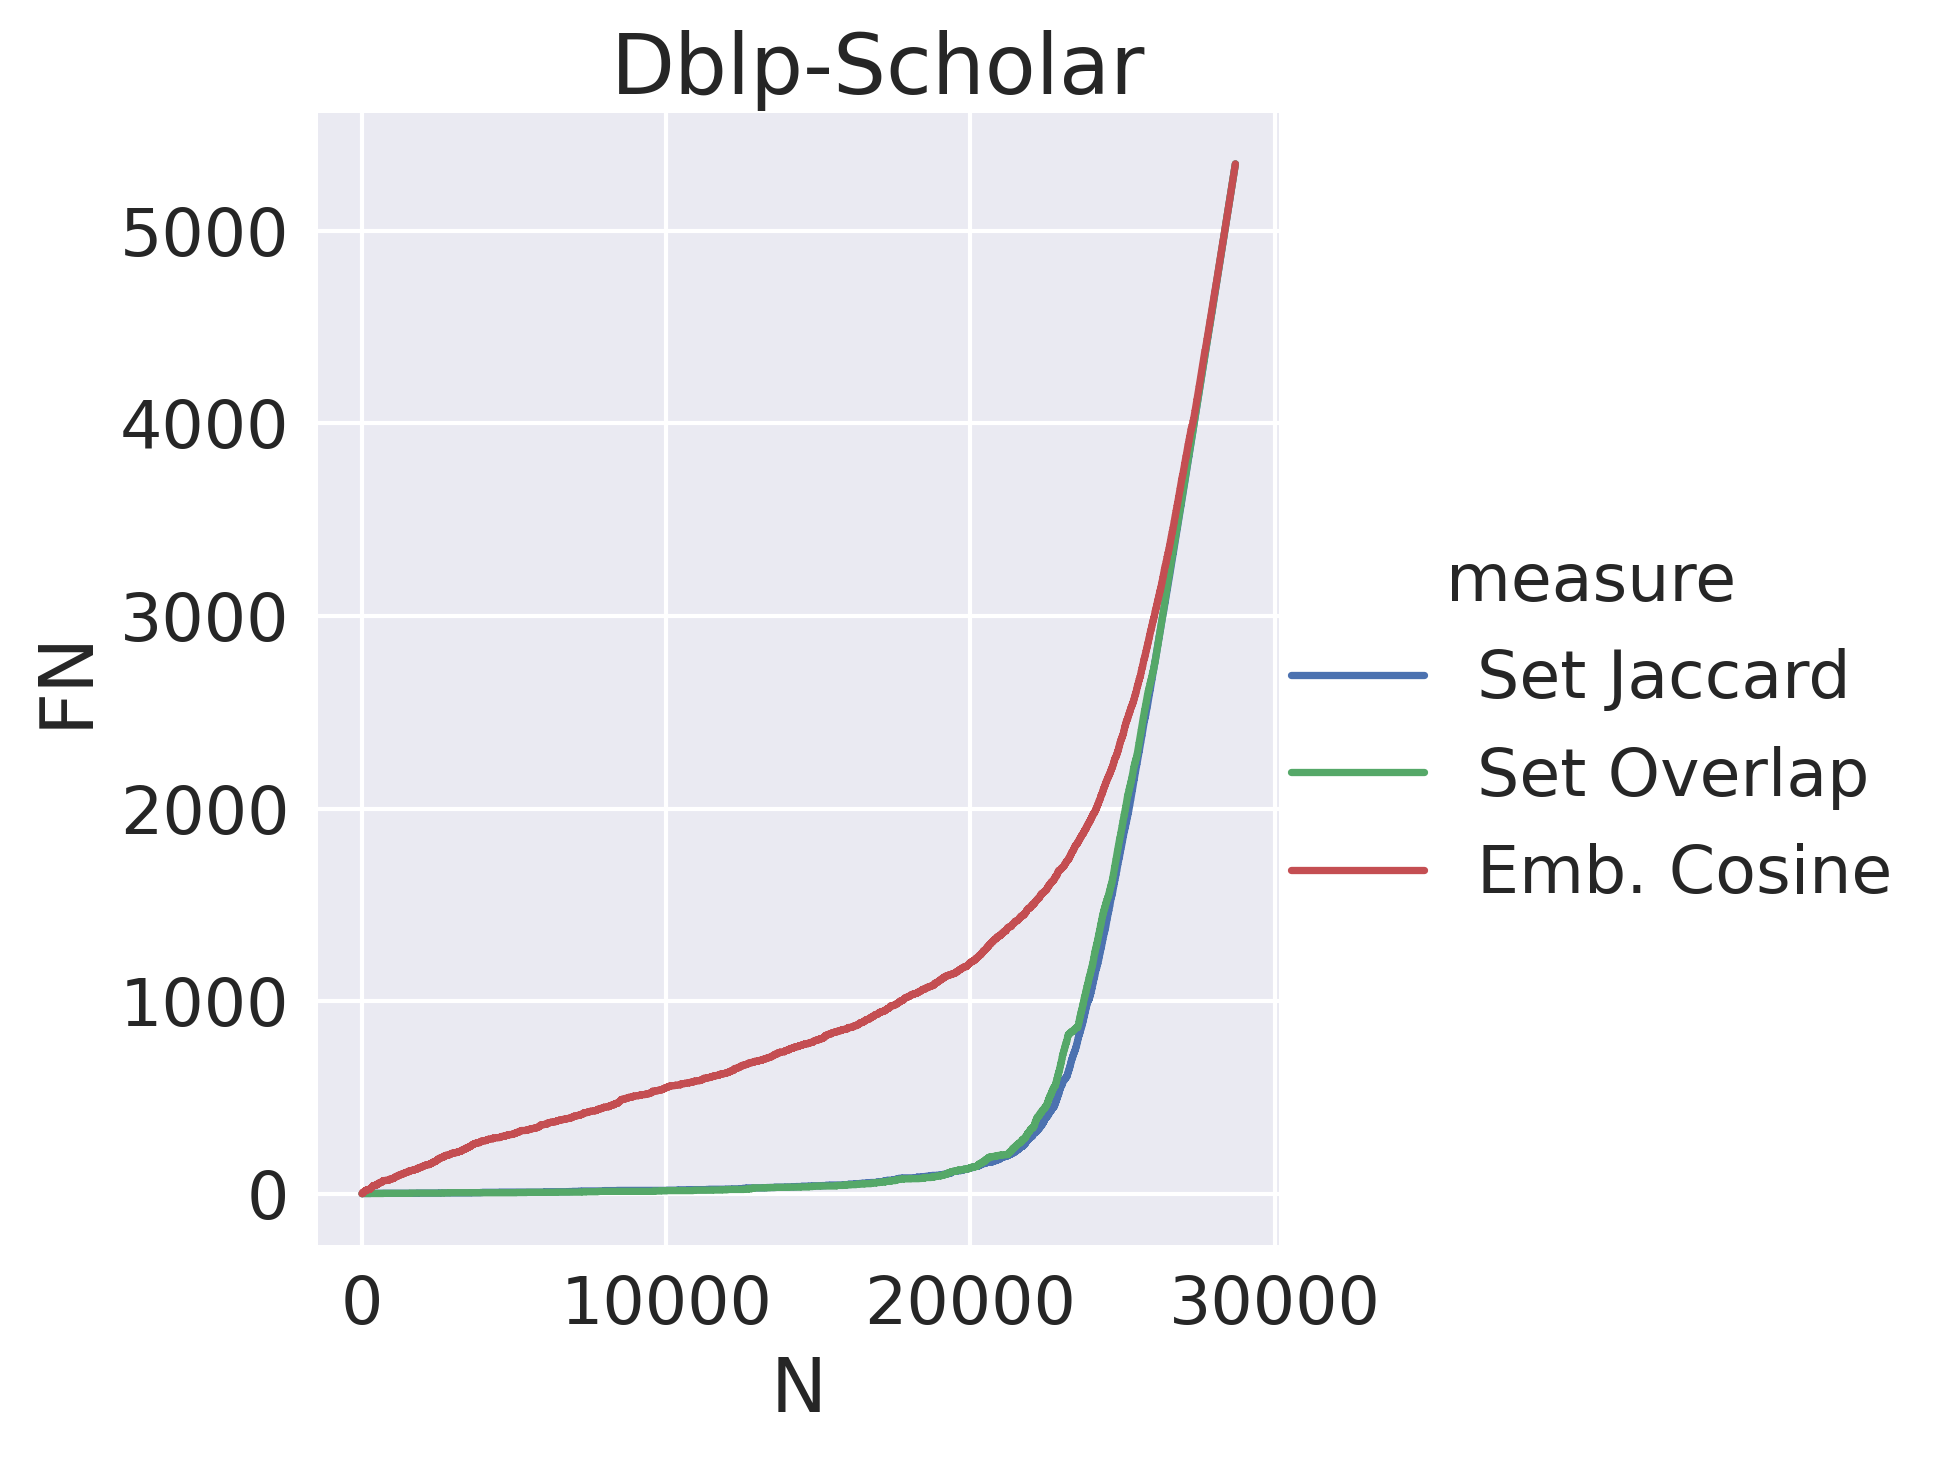 Dblp-Scholar
5000
4000
3000
2000
1000
0
FN
0 10000 20000 30000
N
measure
Set Jaccard
Set Overlap
Emb. Cosine